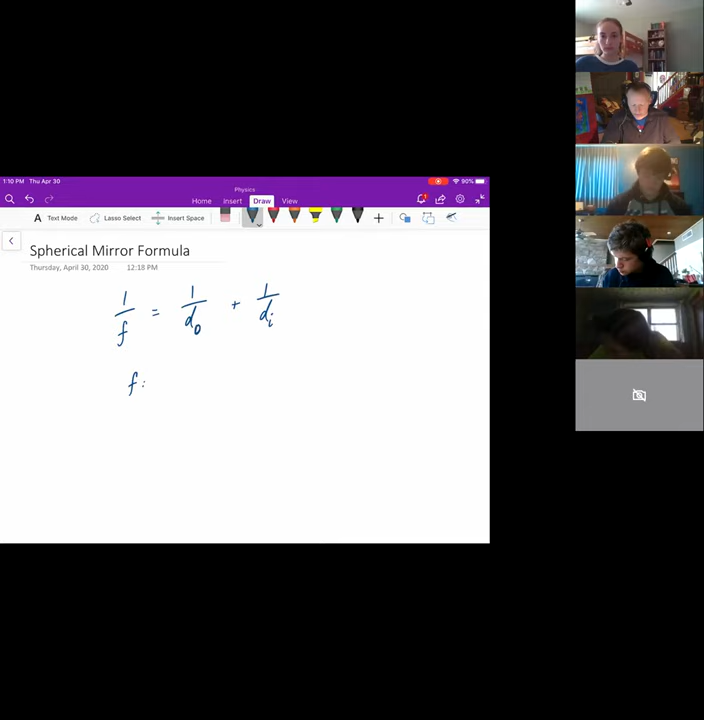 1:10 PM Thu Apr 30 90%
Physics
Home Insert Draw View
Text Mode Lasso Select Insert Space
Spherical Mirror Formula
Thursday, April 30, 2020 12:18 PM
1/f = 1/d₀ + 1/dᵢ
f: